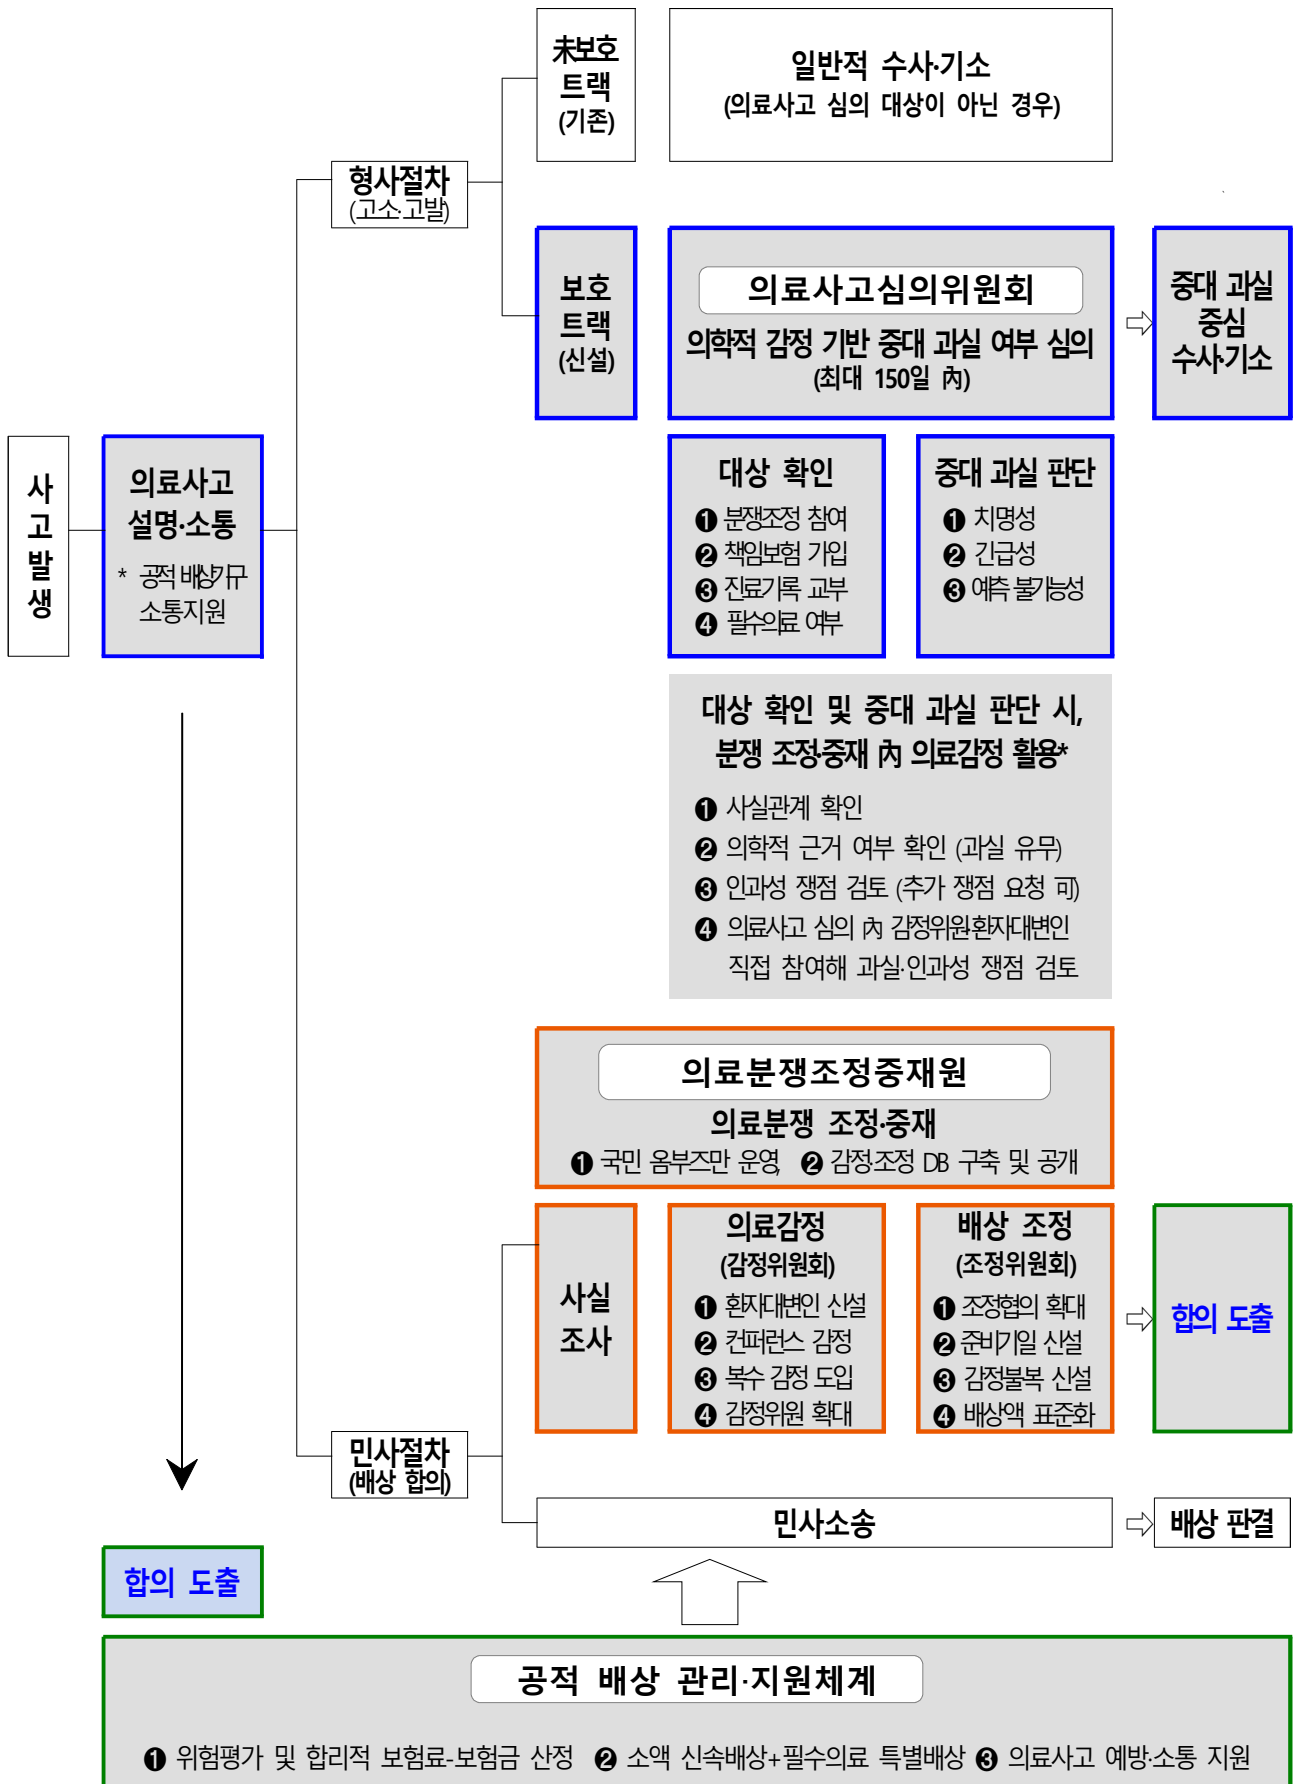 未보호
트랙
(기존)
일반적 수사·기소
(의료사고 심의 대상이 아닌 경우)
형사절차
(고소·고발)
보호
트랙
(신설)
의료사고심의위원회
의학적 감정 기반 중대 과실 여부 심의
(최대 150일 內)
중대 과실
중심
수사·기소
사
고
발
생
의료사고
설명·소통
* 공적 배상기구
소통지원
대상 확인
❶ 분쟁조정 참여
❷ 책임보험 가입
❸ 진료기록 교부
❹ 필수의료 여부
중대 과실 판단
❶ 치명성
❷ 긴급성
❸ 예측 불가능성
대상 확인 및 중대 과실 판단 시,
분쟁 조정·중재 內 의료감정 활용*
❶ 사실관계 확인
❷ 의학적 근거 여부 확인 (과실 유무)
❸ 인과성 쟁점 검토 (추가 쟁점 요청 可)
❹ 의료사고 심의 內 감정위원·환자대변인
직접 참여해 과실·인과성 쟁점 검토
의료분쟁조정중재원
의료분쟁 조정·중재
❶ 국민 옴부즈만 운영, ❷ 감정·조정 DB 구축 및 공개
사실
조사
의료감정
(감정위원회)
❶ 환자대변인 신설
❷ 컨퍼런스 감정
❸ 복수 감정 도입
❹ 감정위원 확대
배상 조정
(조정위원회)
❶ 조정협의 확대
❷ 준비기일 신설
❸ 감정불복 신설
❹ 배상액 표준화
합의 도출
민사절차
(배상 합의)
민사소송
배상 판결
합의 도출
공적 배상 관리·지원체계
❶ 위험평가 및 합리적 보험료-보험금 산정 ❷ 소액 신속배상+필수의료 특별배상 ❸ 의료사고 예방·소통 지원